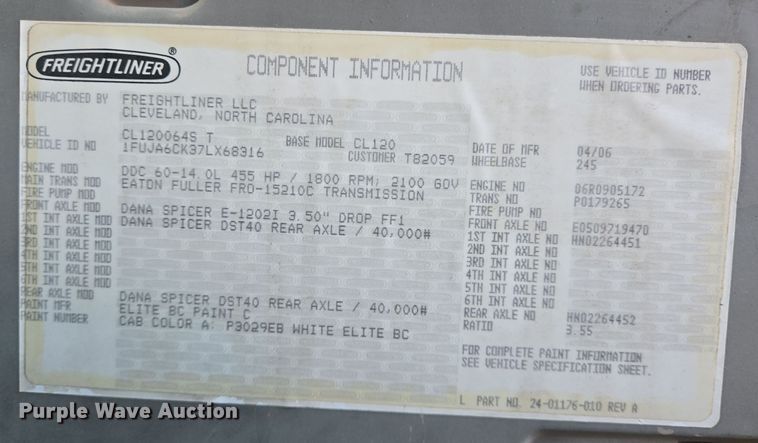 FREIGHTLINER ®
COMPONENT INFORMATION
USE VEHICLE ID NUMBER
WHEN ORDERING PARTS.
MANUFACTURED BY FREIGHTLINER LLC
CLEVELAND, NORTH CAROLINA
MODEL CL120064S T BASE MODEL CL120 DATE OF MFR 04/06
VEHICLE ID NO 1FUJA6CK37LX68316 CUSTOMER T82059 WHEELBASE 245
ENGINE MOD DDC 60-14.0L 455 HP / 1800 RPM; 2100 GOV ENGINE NO 06R0905172
MAIN TRANS MOD EATON FULLER FRO-15210C TRANSMISSION TRANS NO P0179265
FIRE PUMP MOD FIRE PUMP NO
FRONT AXLE MOD DANA SPICER E-1202I 3.50" DROP FF1 FRONT AXLE NO E0509719470
1ST INT AXLE MOD DANA SPICER DST40 REAR AXLE / 40,000# 1ST INT AXLE NO HN02264451
2ND INT AXLE MOD 2ND INT AXLE NO
3RD INT AXLE MOD 3RD INT AXLE NO
4TH INT AXLE MOD 4TH INT AXLE NO
5TH INT AXLE MOD 5TH INT AXLE NO
6TH INT AXLE MOD 6TH INT AXLE NO
REAR AXLE MOD DANA SPICER DST40 REAR AXLE / 40,000# REAR AXLE NO HN02264452
PAINT MFR ELITE BC PAINT C RATIO 3.55
PAINT NUMBER CAB COLOR A: P3029EB WHITE ELITE BC
FOR COMPLETE PAINT INFORMATION
SEE VEHICLE SPECIFICATION SHEET.
L PART NO. 24-01176-010 REV A
Purple Wave Auction